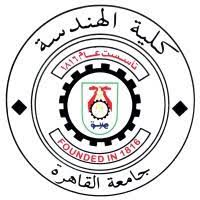 كلية الهندسة
تأسست عام ١٨١٦
FOUNDED IN 1816
جامعة القاهرة